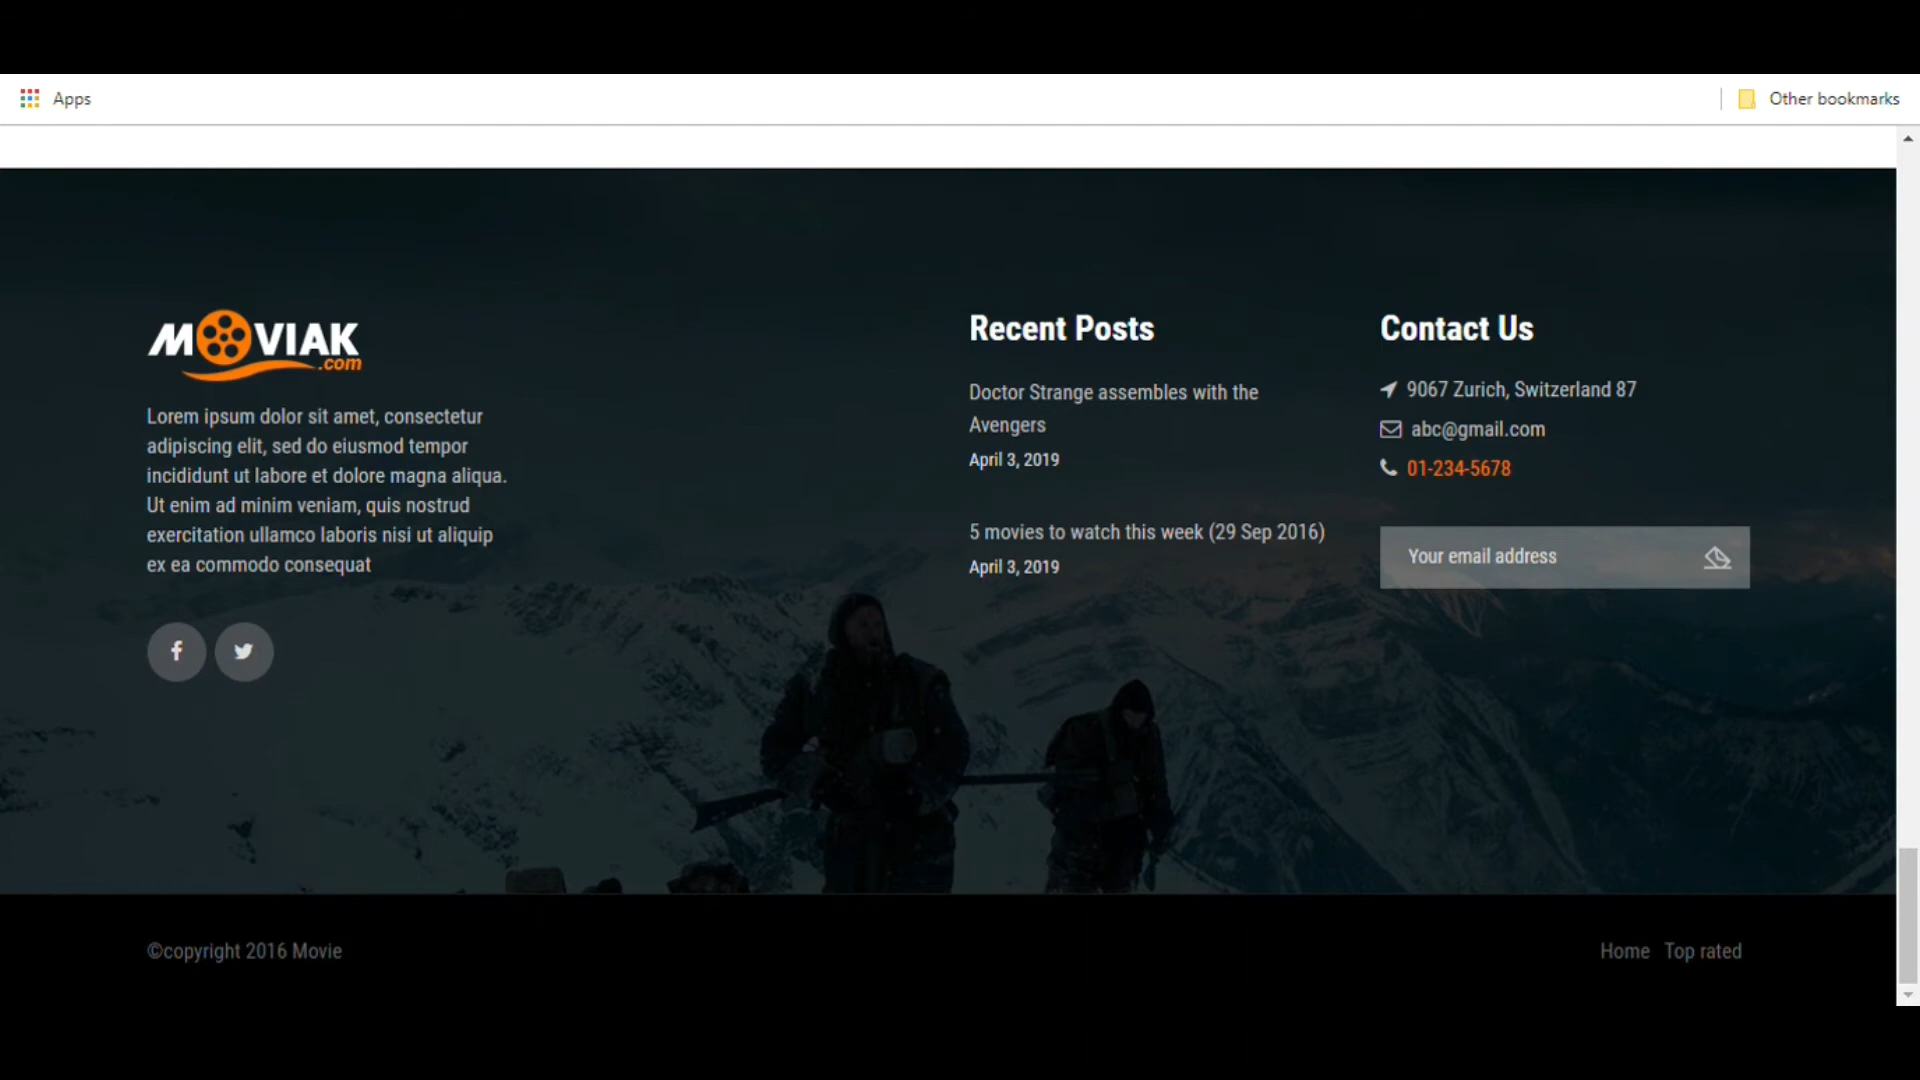 Apps
Other bookmarks
MOVIAK
.com
Lorem ipsum dolor sit amet, consectetur
adipiscing elit, sed do eiusmod tempor
incididunt ut labore et dolore magna aliqua.
Ut enim ad minim veniam, quis nostrud
exercitation ullamco laboris nisi ut aliquip
ex ea commodo consequat
Recent Posts
Doctor Strange assembles with the
Avengers
April 3, 2019
5 movies to watch this week (29 Sep 2016)
April 3, 2019
Contact Us
9067 Zurich, Switzerland 87
abc@gmail.com
01-234-5678
Your email address
©copyright 2016 Movie
Home Top rated